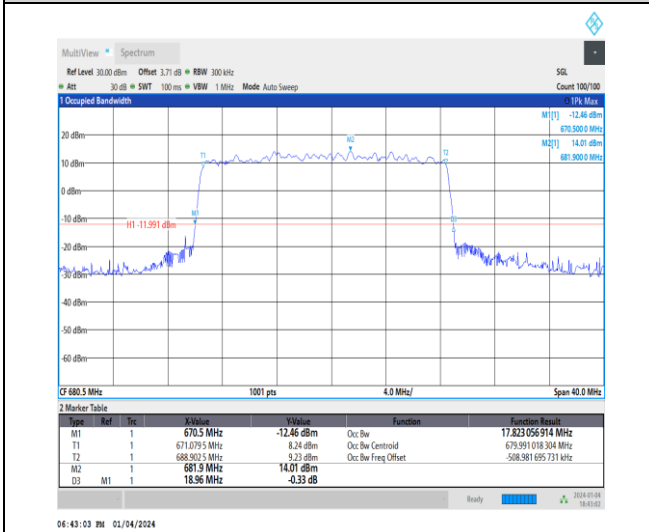 MultiView Spectrum
Ref Level 30.00 dBm Offset 3.71 dB RBW 300 kHz SGL
Att 30 dB SWT 100 ms VBW 1 MHz Mode Auto Sweep Count 100/100
1 Occupied Bandwidth 1Pk Max
M1[1] -12.46 dBm
670.500 0 MHz
M2[1] 14.01 dBm
681.900 0 MHz
20 dBm
M2
T1 T2
10 dBm
0 dBm
-10 dBm
M1
H1 -11.991 dBm
D3
-20 dBm
-30 dBm
-40 dBm
-50 dBm
-60 dBm
CF 680.5 MHz 1001 pts 4.0 MHz/ Span 40.0 MHz
2 Marker Table
Type Ref Trc X-Value Y-Value Function Function Result
M1 1 670.5 MHz -12.46 dBm Occ Bw 17.823 056 914 MHz
T1 1 671.079 5 MHz 8.24 dBm Occ Bw Centroid 679.991 018 304 MHz
T2 1 688.902 5 MHz 9.23 dBm Occ Bw Freq Offset -508.981 695 731 kHz
M2 1 681.9 MHz 14.01 dBm
D3 M1 1 18.96 MHz -0.33 dB
Ready 2024-01-04
18:43:02
06:43:03 PM 01/04/2024